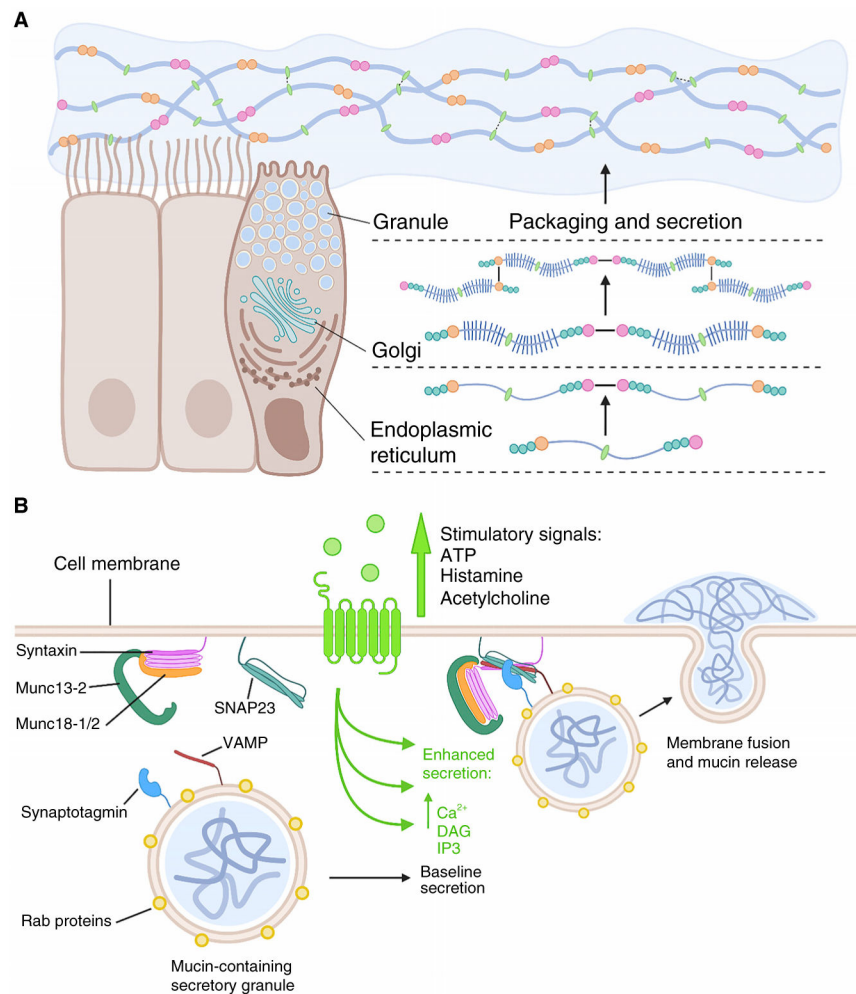 A
Granule
Packaging and secretion
Golgi
Endoplasmic
reticulum
B
Cell membrane
Stimulatory signals:
ATP
Histamine
Acetylcholine
Syntaxin
Munc13-2
Munc18-1/2
SNAP23
VAMP
Synaptotagmin
Rab proteins
Mucin-containing
secretory granule
Enhanced
secretion:
Ca²⁺
DAG
IP3
Baseline
secretion
Membrane fusion
and mucin release